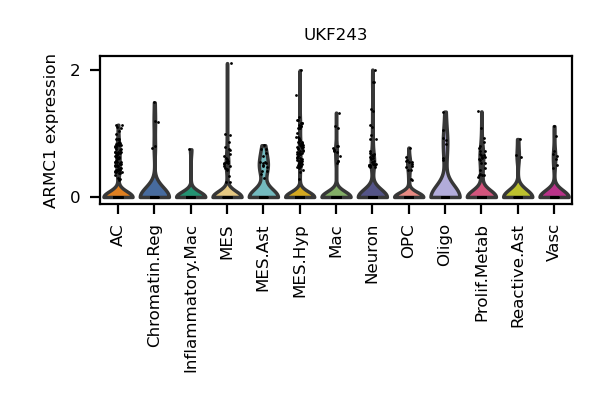 UKF243
ARMC1 expression
2
0
AC
Chromatin.Reg
Inflammatory.Mac
MES
MES.Ast
MES.Hyp
Mac
Neuron
OPC
Oligo
Prolif.Metab
Reactive.Ast
Vasc